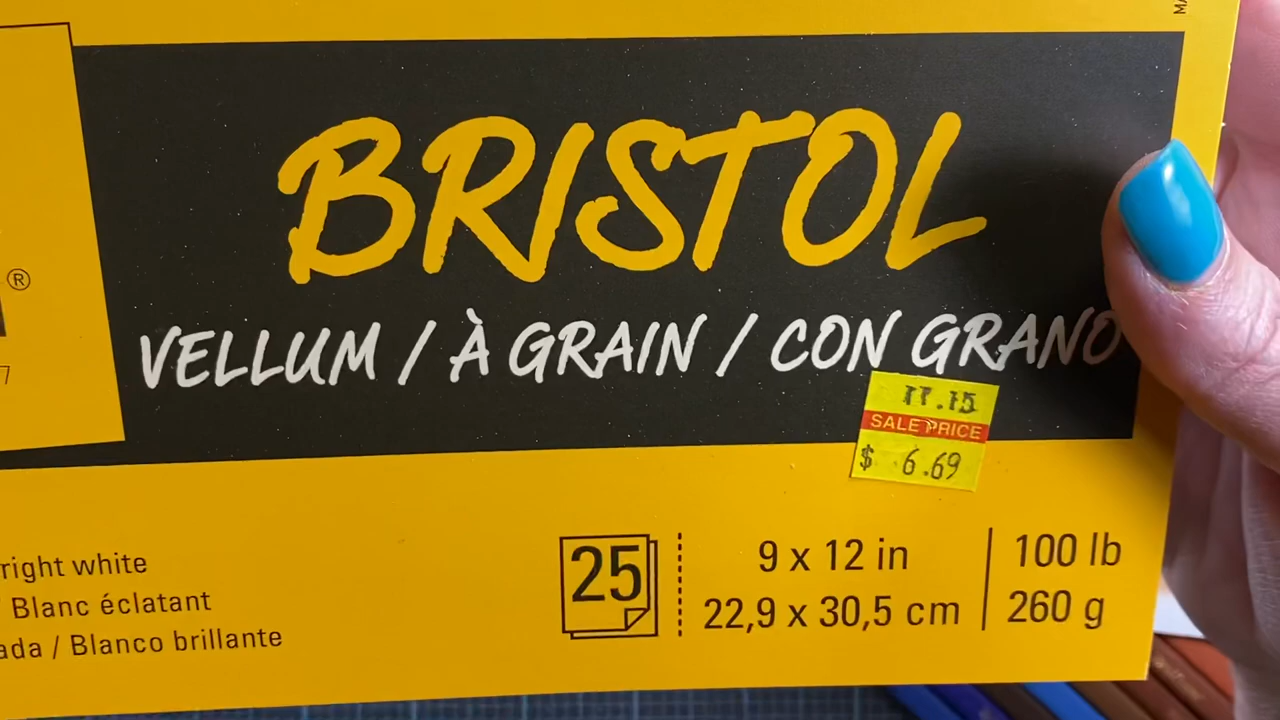 BRISTOL
®
VELLUM / À GRAIN / CON GRANO
11.15
SALE PRICE
$ 6.69
right white
Blanc éclatant
/ Blanco brillante
25
9 x 12 in
22,9 x 30,5 cm
100 lb
260 g